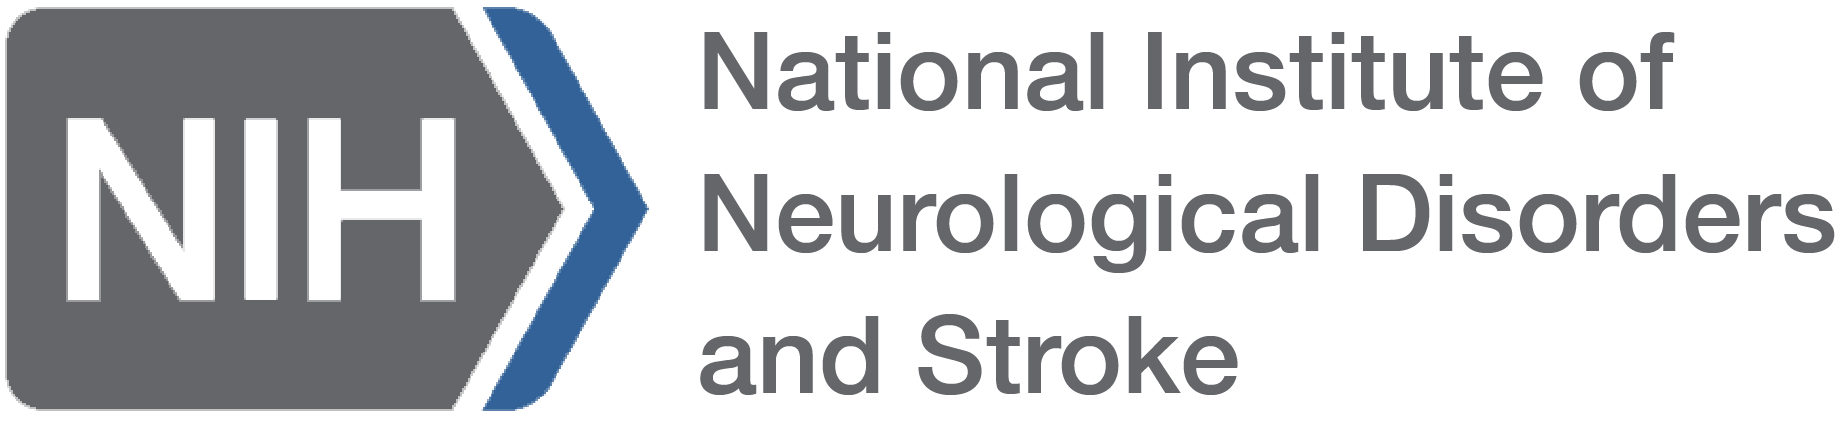 NIH
National Institute of
Neurological Disorders
and Stroke